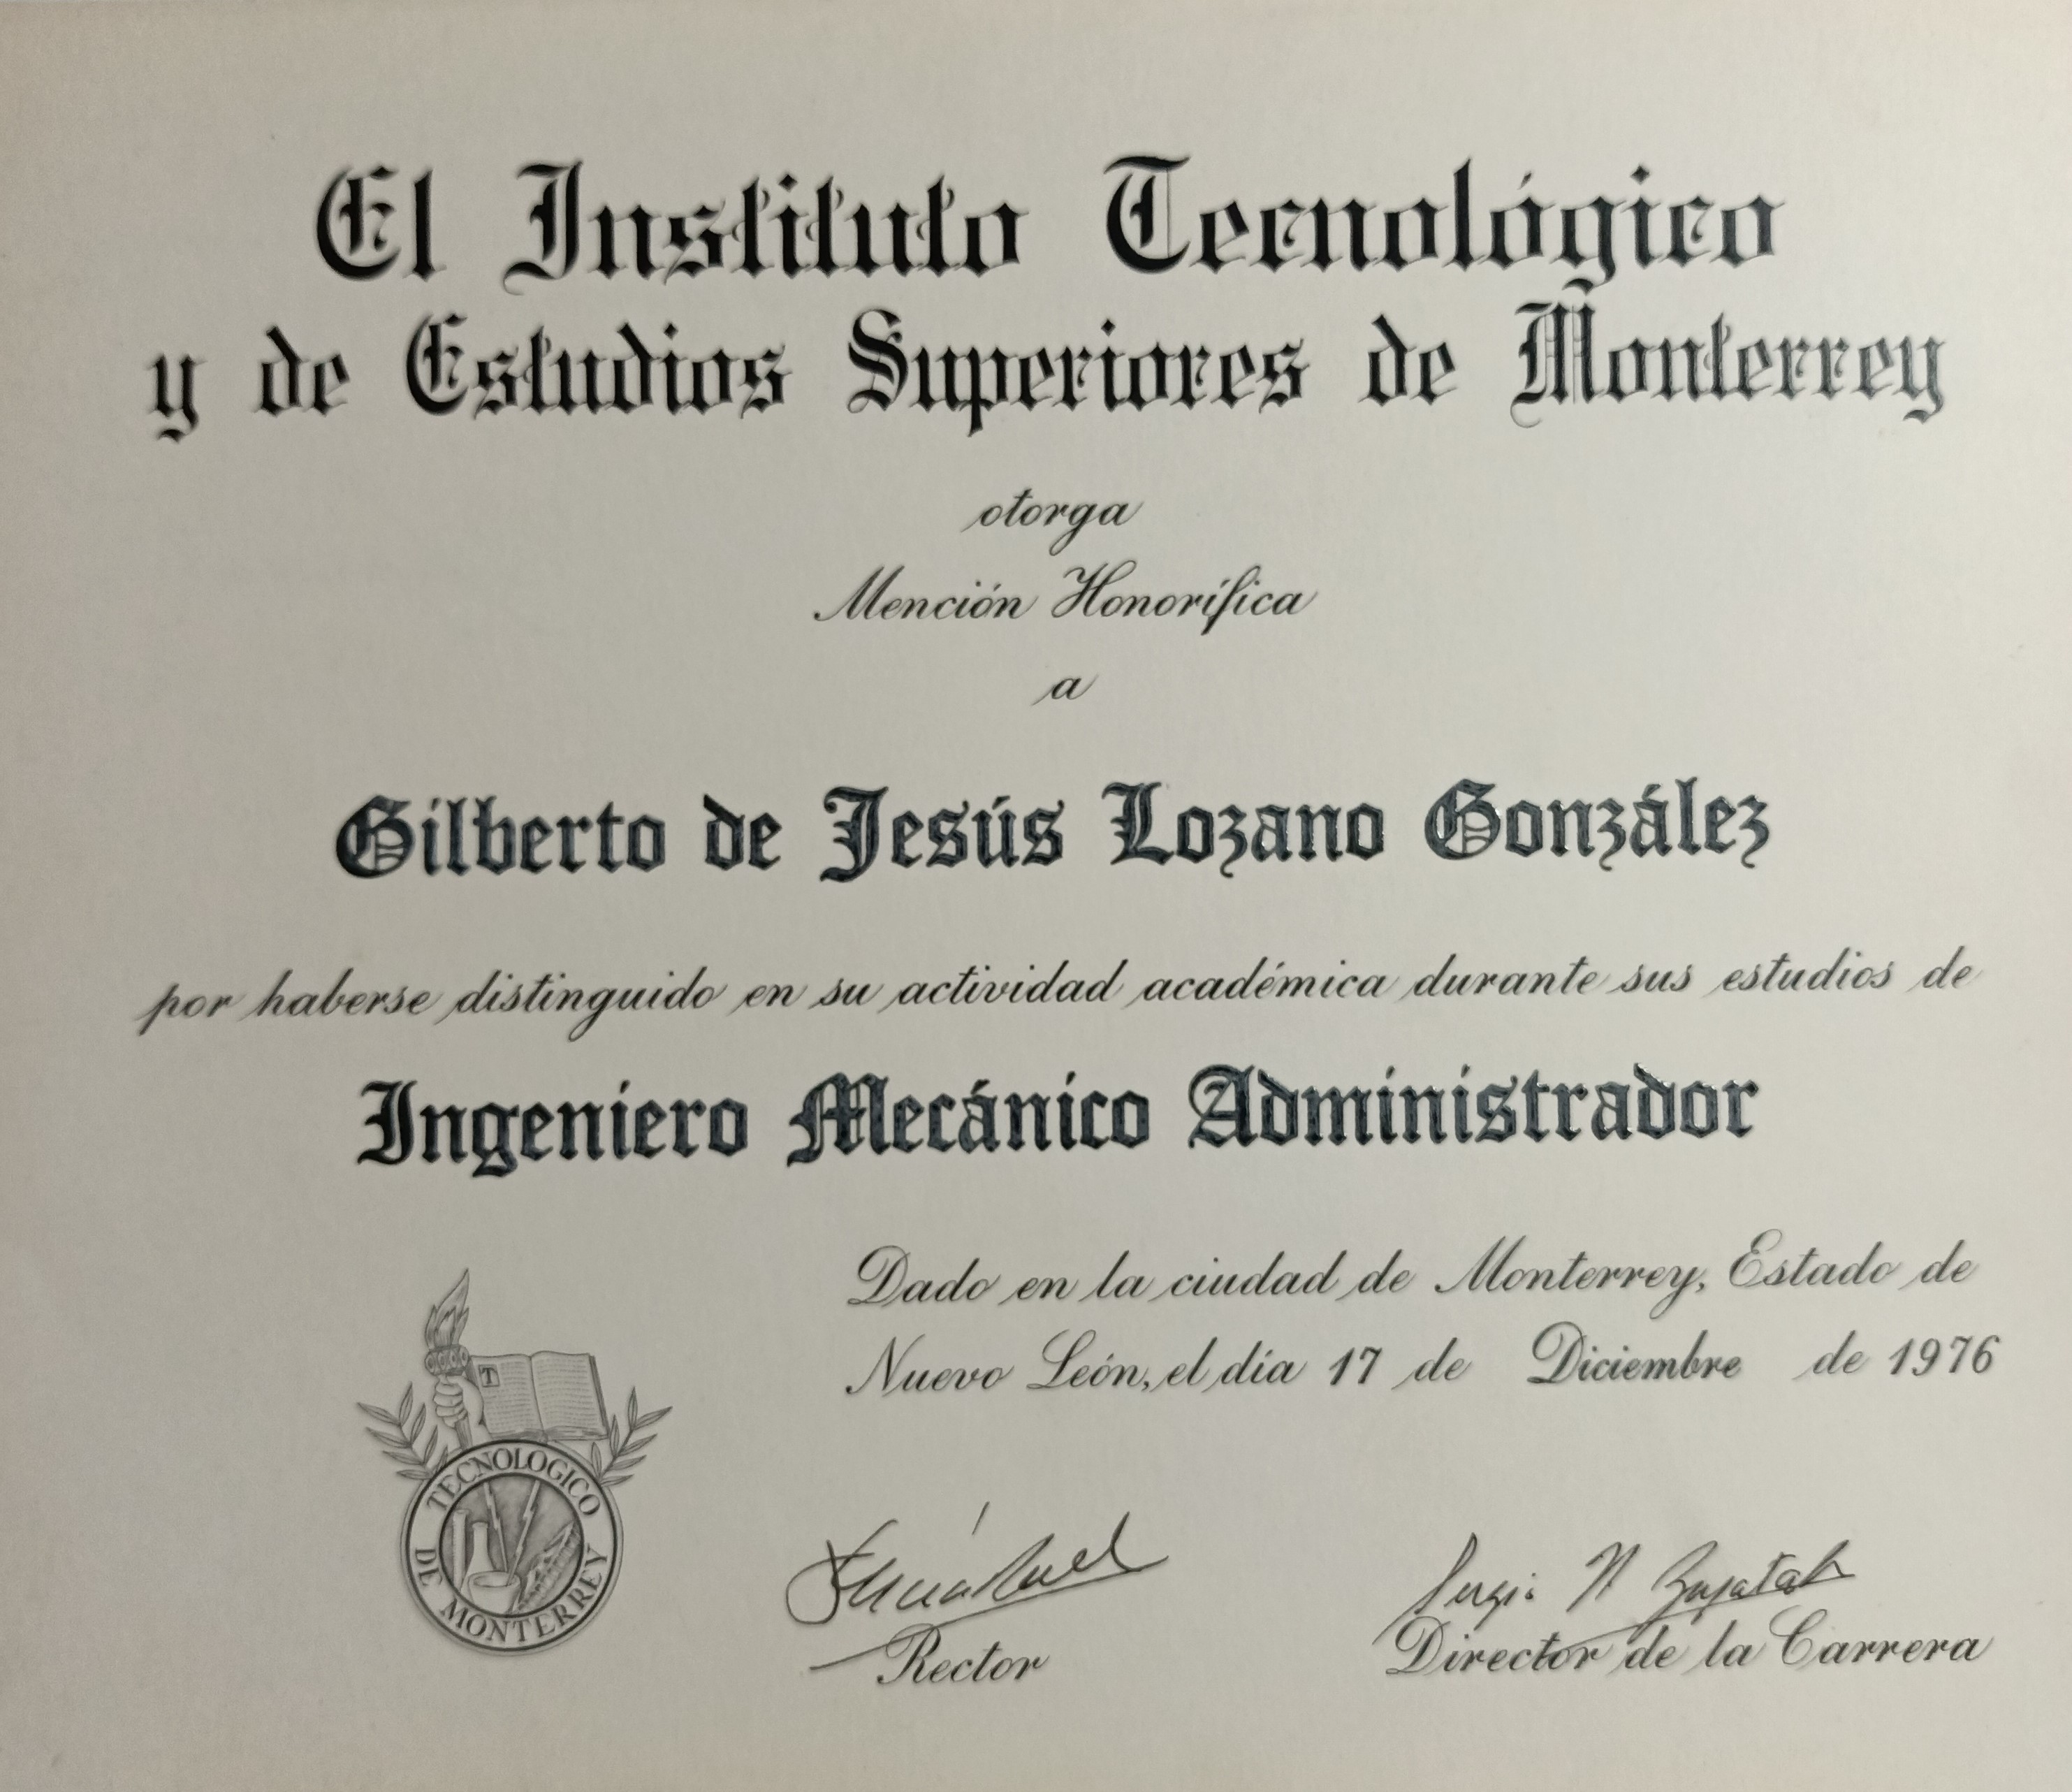 El Instituto Tecnológico
y de Estudios Superiores de Monterrey
otorga
Mención Honorífica
a
Gilberto de Jesús Lozano González
por haberse distinguido en su actividad académica durante sus estudios de
Ingeniero Mecánico Administrador
Dado en la ciudad de Monterrey, Estado de
Nuevo León, el día 17 de Diciembre de 1976
T
TECNOLOGICO
DE MONTERREY
Rector
Director de la Carrera